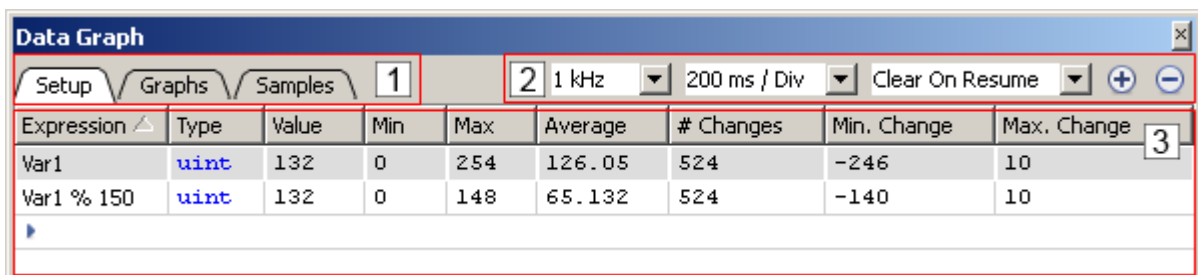 Data Graph
Setup Graphs Samples 1 2 1 kHz 200 ms / Div Clear On Resume
Expression Type Value Min Max Average # Changes Min. Change Max. Change 3
Var1 uint 132 0 254 126.05 524 -246 10
Var1 % 150 uint 132 0 148 65.132 524 -140 10